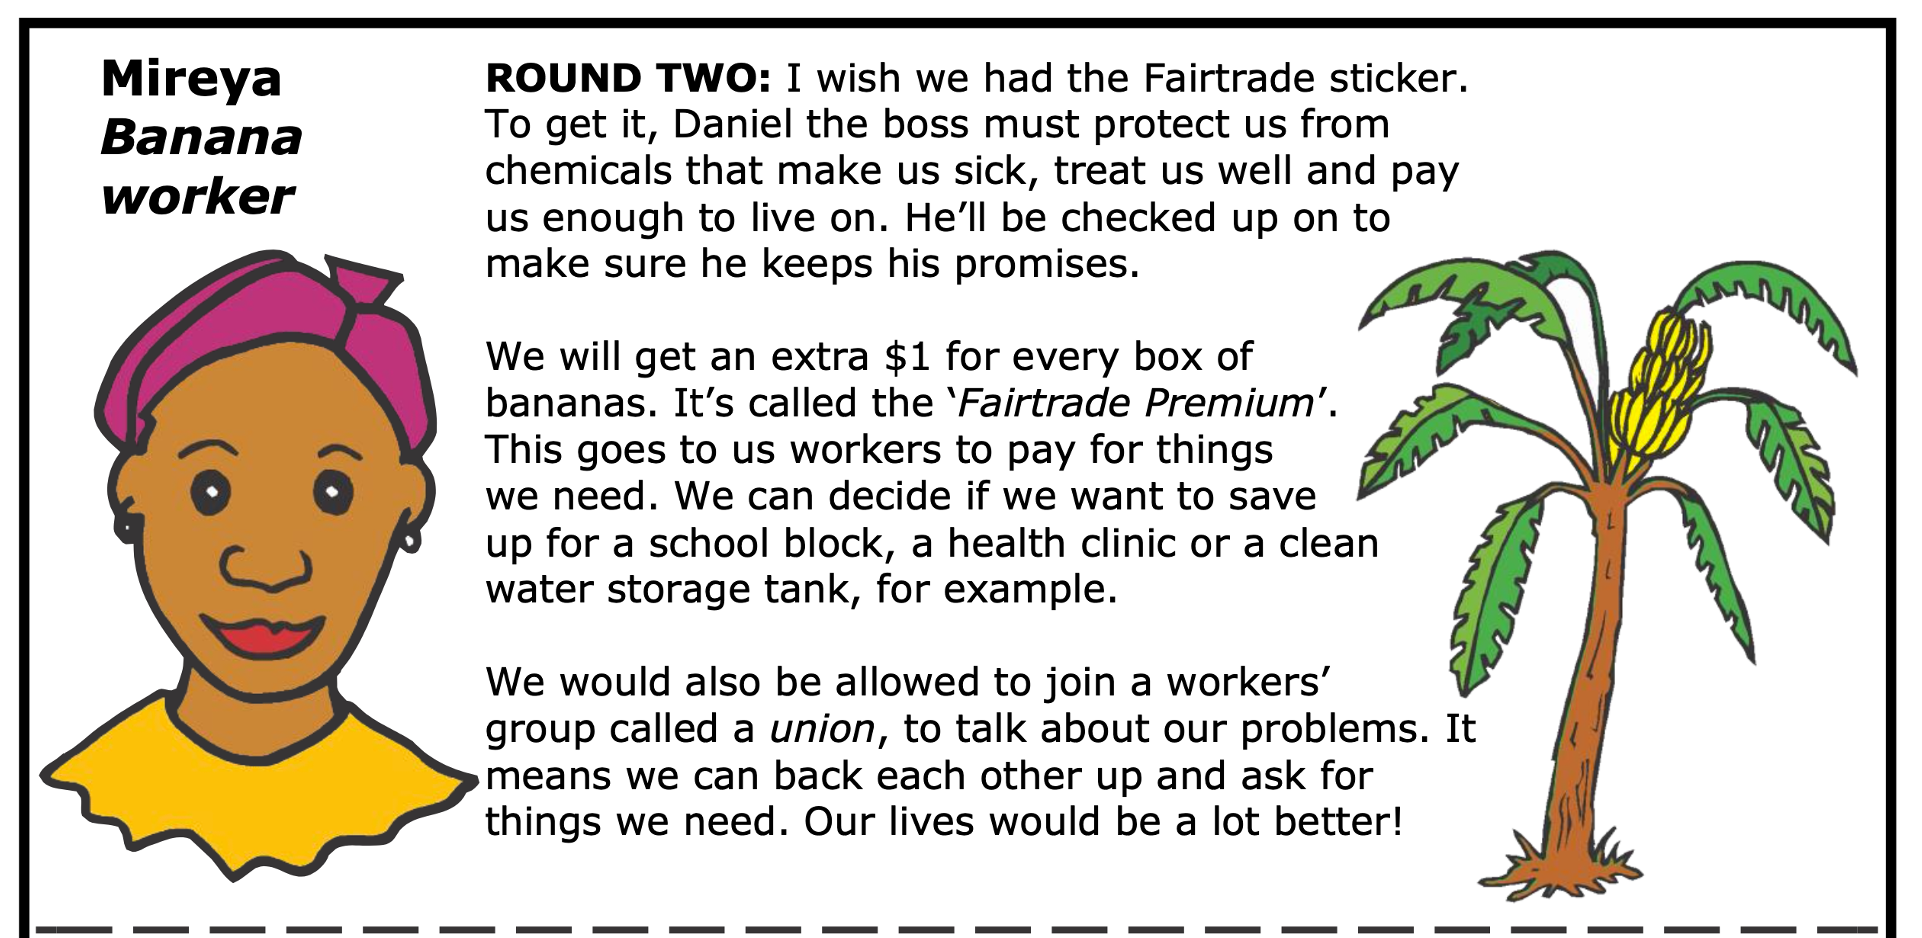 Mireya
Banana
worker
ROUND TWO: I wish we had the Fairtrade sticker.
To get it, Daniel the boss must protect us from
chemicals that make us sick, treat us well and pay
us enough to live on. He’ll be checked up on to
make sure he keeps his promises.
We will get an extra $1 for every box of
bananas. It’s called the ‘Fairtrade Premium’.
This goes to us workers to pay for things
we need. We can decide if we want to save
up for a school block, a health clinic or a clean
water storage tank, for example.
We would also be allowed to join a workers’
group called a union, to talk about our problems. It
means we can back each other up and ask for
things we need. Our lives would be a lot better!